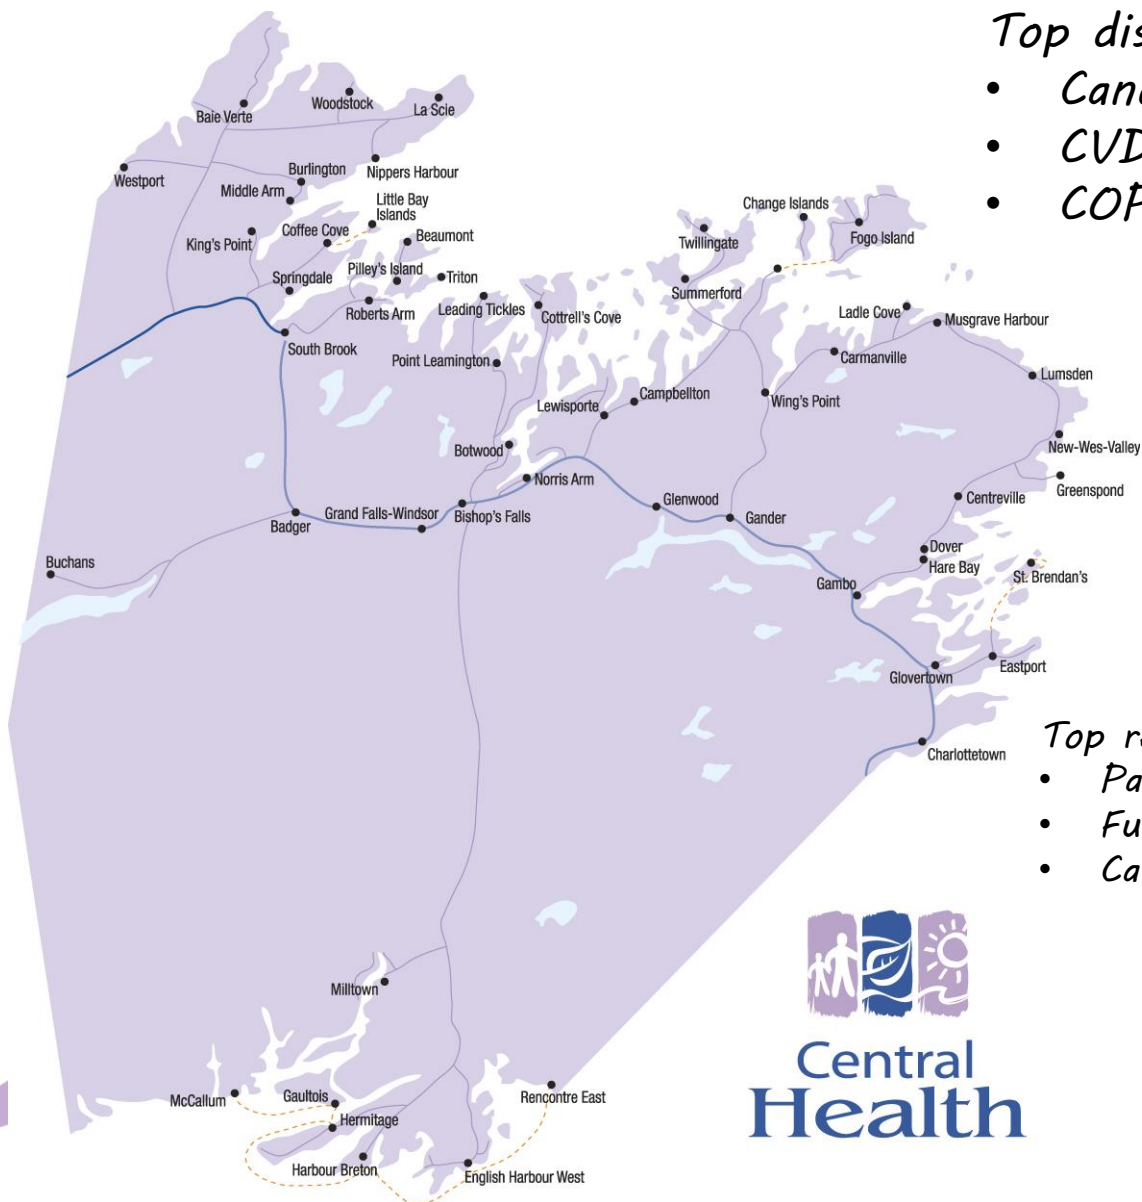 Top dis
• Canc
• CVD
• COP
Woodstock
La Scie
Baie Verte
Nippers Harbour
Westport
Burlington
Middle Arm
Little Bay
Islands
Change Islands
Coffee Cove
King's Point
Beaumont
Twillingate
Fogo Island
Pilley's Island
Springdale
Triton
Summerford
Roberts Arm
Leading Tickles
Cottrell's Cove
Ladle Cove
Musgrave Harbour
South Brook
Carmanville
Point Leamington
Lumsden
Campbellton
Lewisporte
Wing's Point
Botwood
New-Wes-Valley
Norris Arm
Greenspond
Glenwood
Centreville
Badger
Grand Falls-Windsor
Bishop's Falls
Gander
Dover
Hare Bay
Buchans
St. Brendan's
Gambo
Eastport
Glovertown
Charlottetown
Top r
• Pa
• Fu
• Ca
Milltown
McCallum
Gaultois
Rencontre East
Hermitage
Harbour Breton
English Harbour West
Central
Health